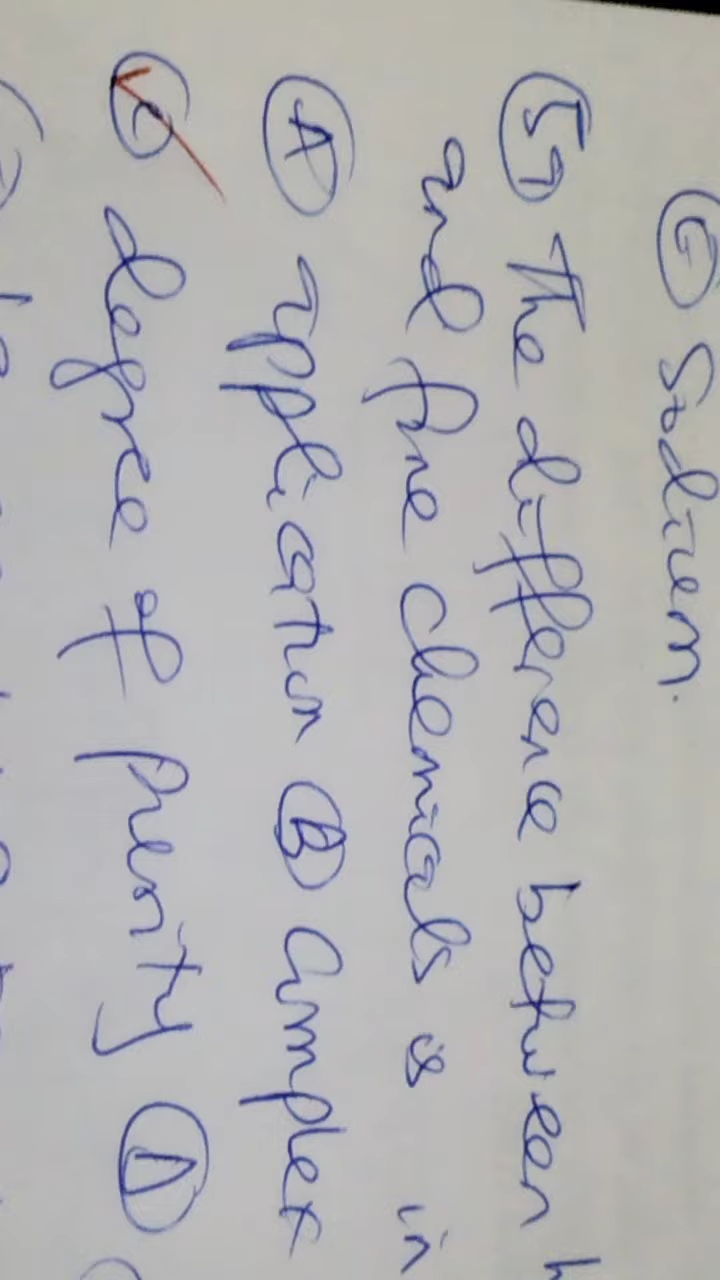 C Sodium.
5) The difference between
and fine chemicals is in
A application B Complex
C degree of purity D